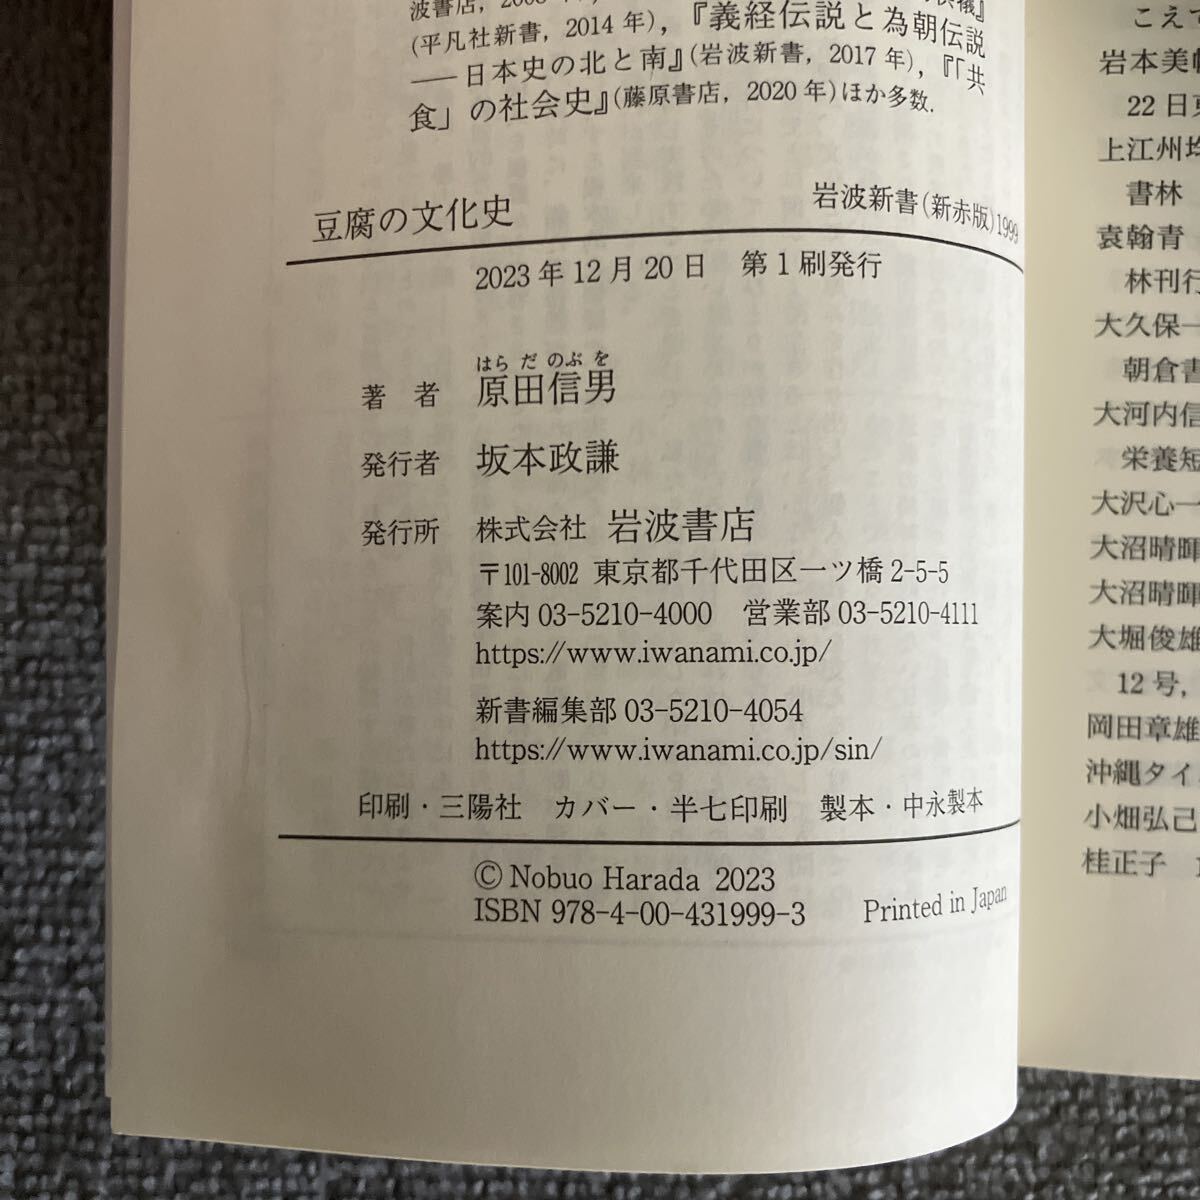 波書店，
(平凡社新書，2014年)，『義経伝説と為朝伝説
――日本史の北と南』(岩波新書，2017年)，『「共
食」の社会史』(藤原書店，2020年)ほか多数.
豆腐の文化史
岩波新書(新赤版)1999
2023年12月20日　第1刷発行
はら だ のぶ を
著　者　原田信男
発行者　坂本政謙
発行所　株式会社 岩波書店
〒101-8002 東京都千代田区一ツ橋2-5-5
案内 03-5210-4000　営業部 03-5210-4111
https://www.iwanami.co.jp/
新書編集部 03-5210-4054
https://www.iwanami.co.jp/sin/
印刷・三陽社　カバー・半七印刷　製本・中永製本
© Nobuo Harada 2023
ISBN 978-4-00-431999-3　Printed in Japan
こえて
岩本美
22日
上江州
書林
袁翰青
林刊行
大久保一
朝倉書
大河内信
栄養短
大沢心一
大沼晴暉
大沼晴暉
大堀俊雄
12号，
岡田章雄
沖縄タイ
小畑弘己
桂正子